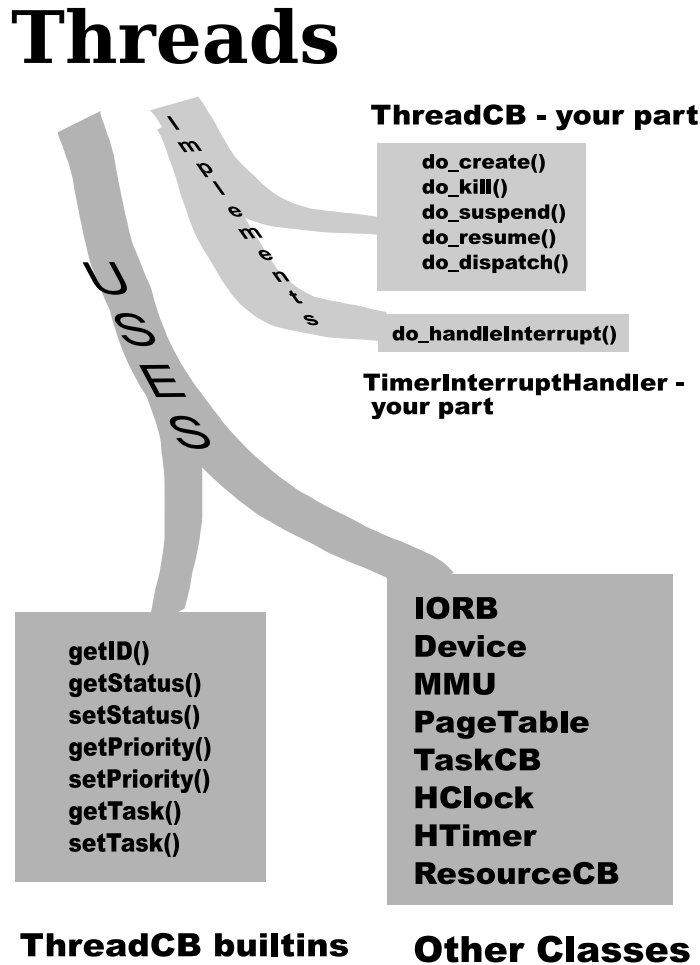 Threads
Implements
ThreadCB - your part
do_create()
do_kill()
do_suspend()
do_resume()
do_dispatch()
do_handleInterrupt()
TimerInterruptHandler -
your part
USES
getID()
getStatus()
setStatus()
getPriority()
setPriority()
getTask()
setTask()
ThreadCB builtins
IORB
Device
MMU
PageTable
TaskCB
HClock
HTimer
ResourceCB
Other Classes